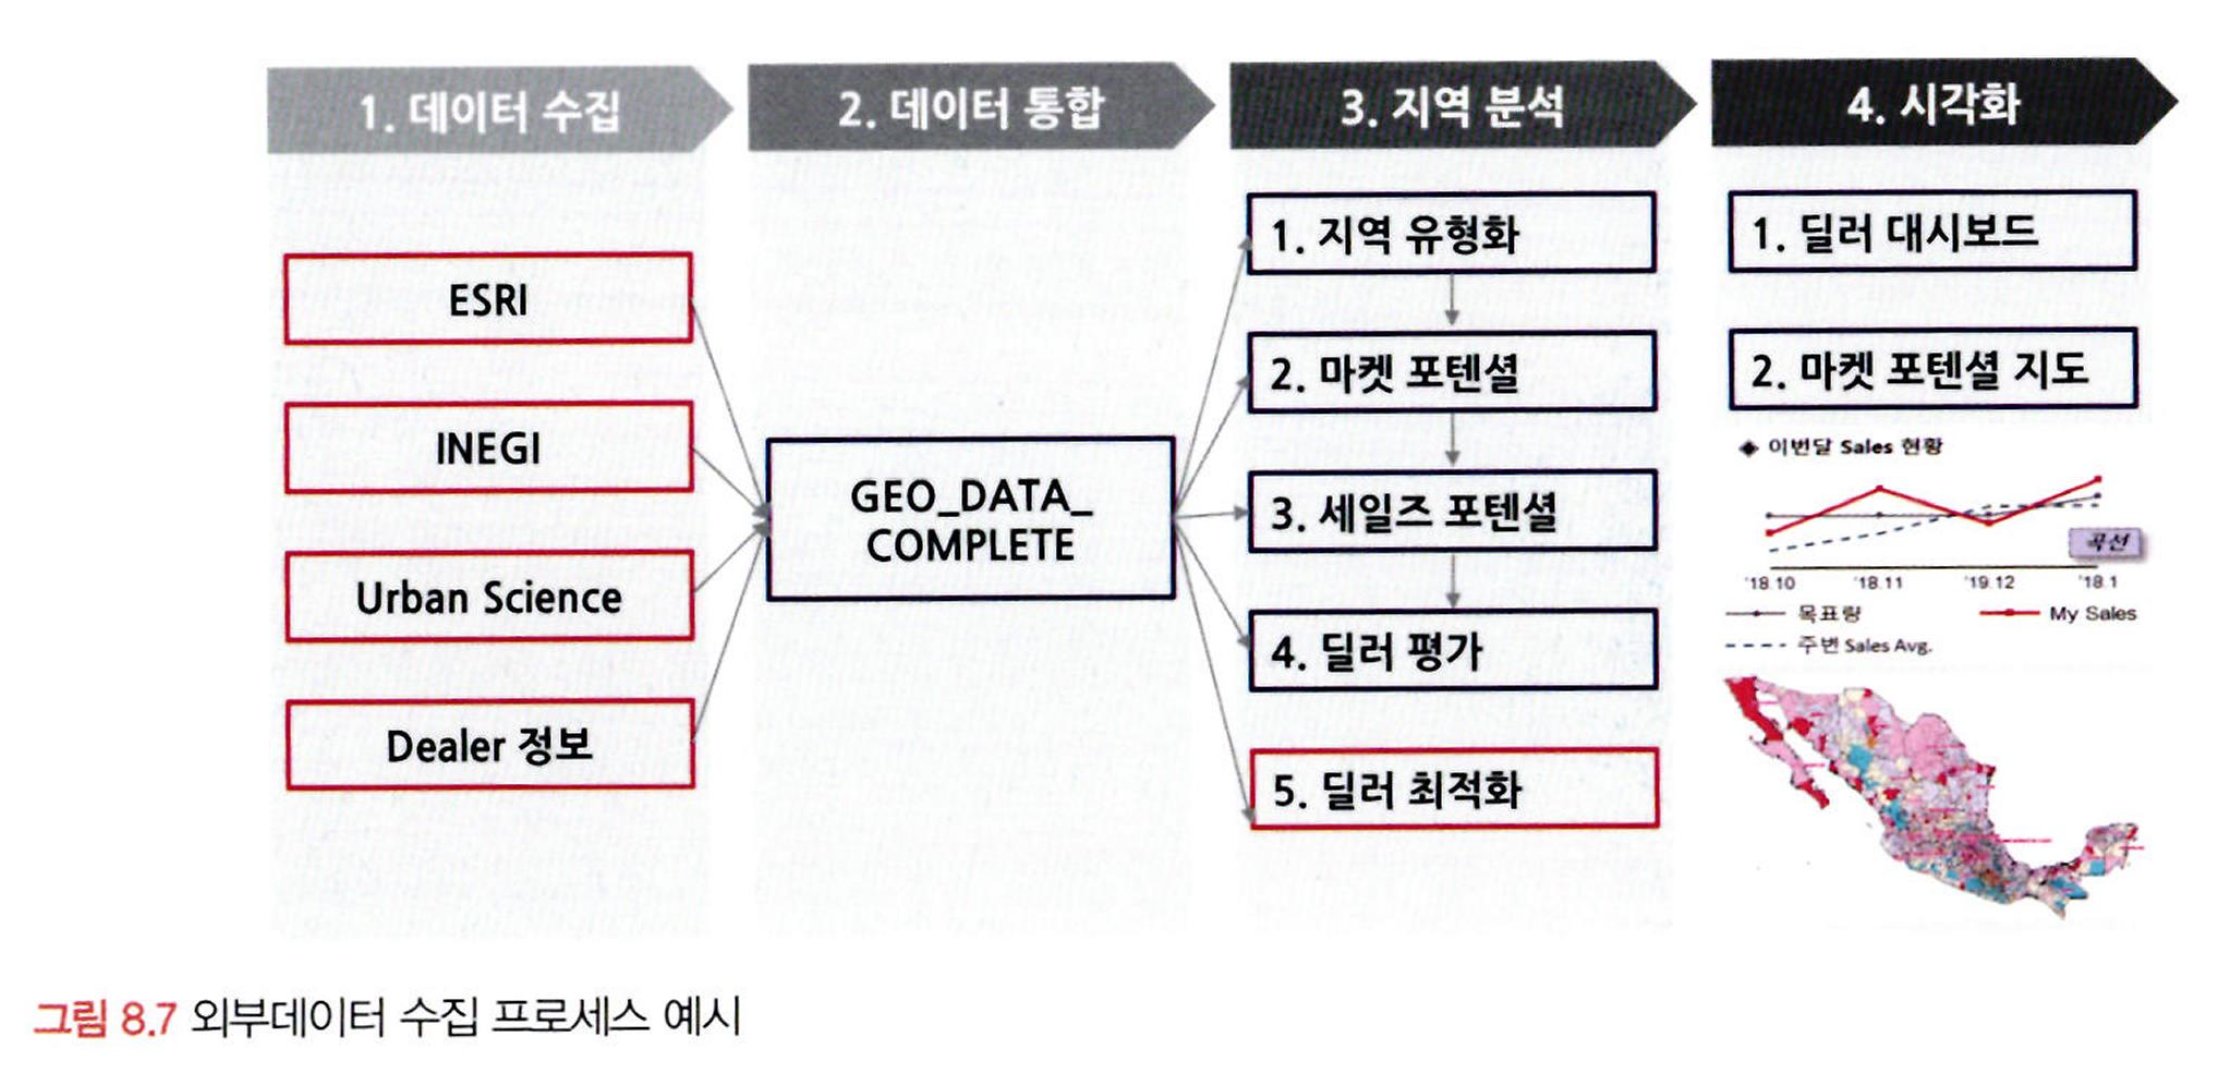 1. 데이터 수집
2. 데이터 통합
3. 지역 분석
4. 시각화
ESRI
INEGI
Urban Science
Dealer 정보
GEO_DATA_
COMPLETE
1. 지역 유형화
2. 마켓 포텐셜
3. 세일즈 포텐셜
4. 딜러 평가
5. 딜러 최적화
1. 딜러 대시보드
2. 마켓 포텐셜 지도
◆ 이번달 Sales 현황
곡선
'18.10 '18.11 '19.12 '18.1
목표량 My Sales
주변 Sales Avg.
그림 8.7 외부데이터 수집 프로세스 예시